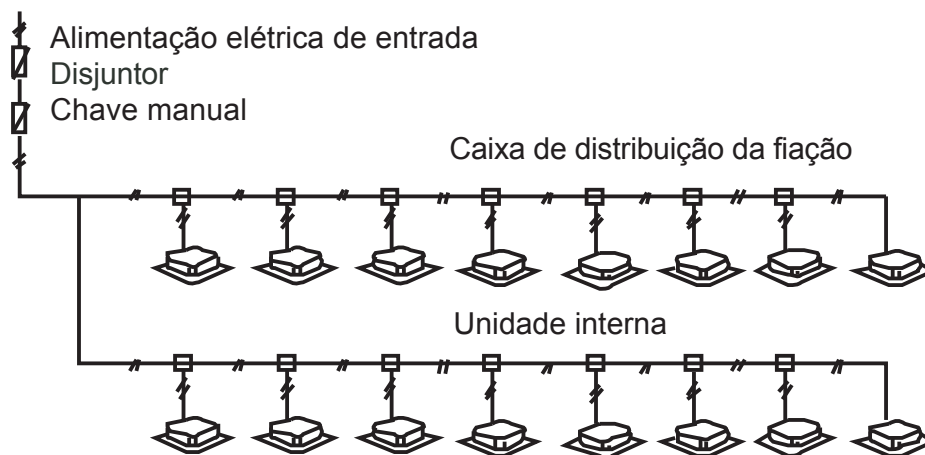 Alimentação elétrica de entrada
Disjuntor
Chave manual
Caixa de distribuição da fiação
Unidade interna